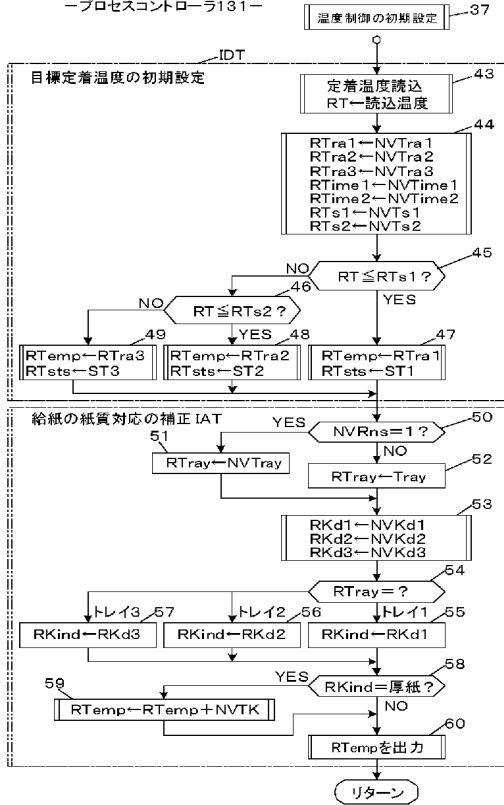 －プロセスコントローラ131－
温度制御の初期設定
37
IDT
目標定着温度の初期設定
定着温度読込
RT←読込温度
43
44
RTra1←NVTra1
RTra2←NVTra2
RTra3←NVTra3
RTime1←NVTime1
RTime2←NVTime2
RTs1←NVTs1
RTs2←NVTs2
45
RT≦RTs1？
NO
YES
46
RT≦RTs2？
NO
YES
49
RTemp←RTra3
RTsts←ST3
48
RTemp←RTra2
RTsts←ST2
47
RTemp←RTra1
RTsts←ST1
給紙の紙質対応の補正 IAT
50
NVRns=1？
YES
NO
51
RTray←NVTray
52
RTray←Tray
53
RKd1←NVKd1
RKd2←NVKd2
RKd3←NVKd3
54
RTray=？
トレイ3
57
トレイ2
56
トレイ1
55
RKind←RKd3
RKind←RKd2
RKind←RKd1
58
RKind=厚紙？
YES
NO
59
RTemp←RTemp＋NVTK
60
RTempを出力
リターン